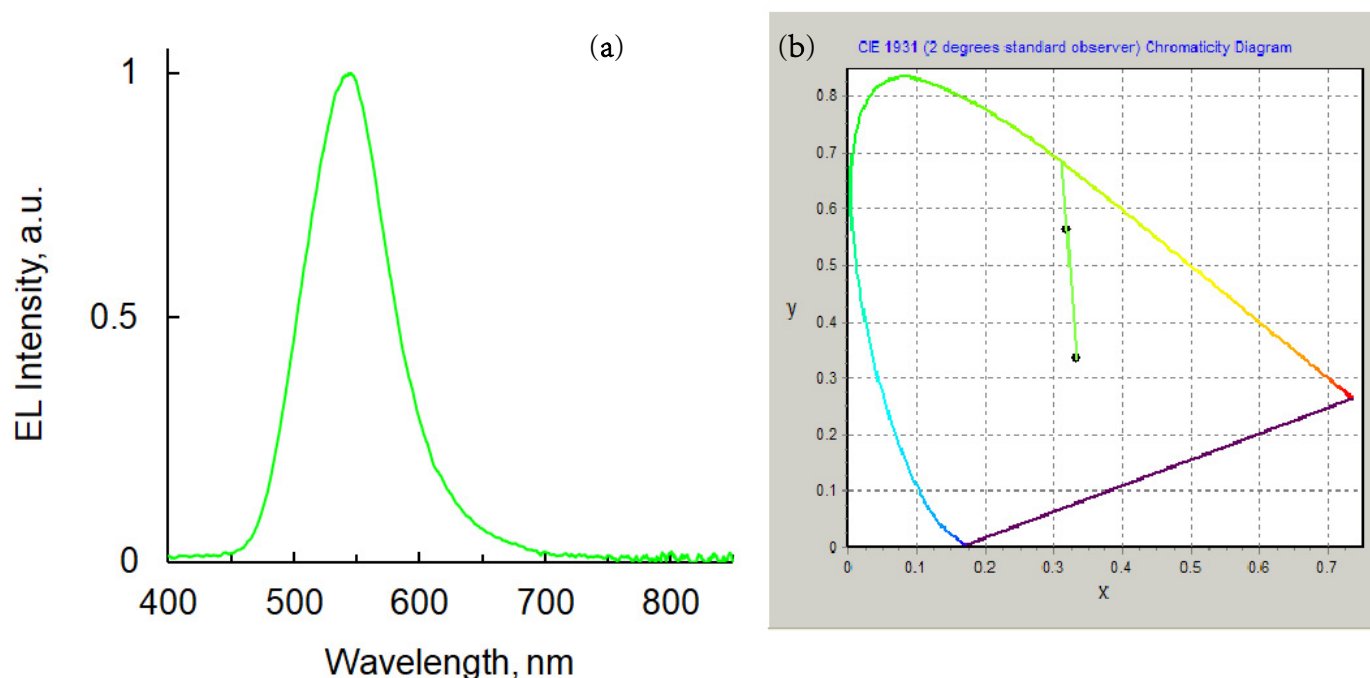 (a)
1
0.5
0
EL Intensity, a.u.
400 500 600 700 800
Wavelength, nm
(b)
CIE 1931 (2 degrees standard observer) Chromaticity Diagram
0.8
0.7
0.6
0.5
0.4
0.3
0.2
0.1
0
y
0 0.1 0.2 0.3 0.4 0.5 0.6 0.7
X